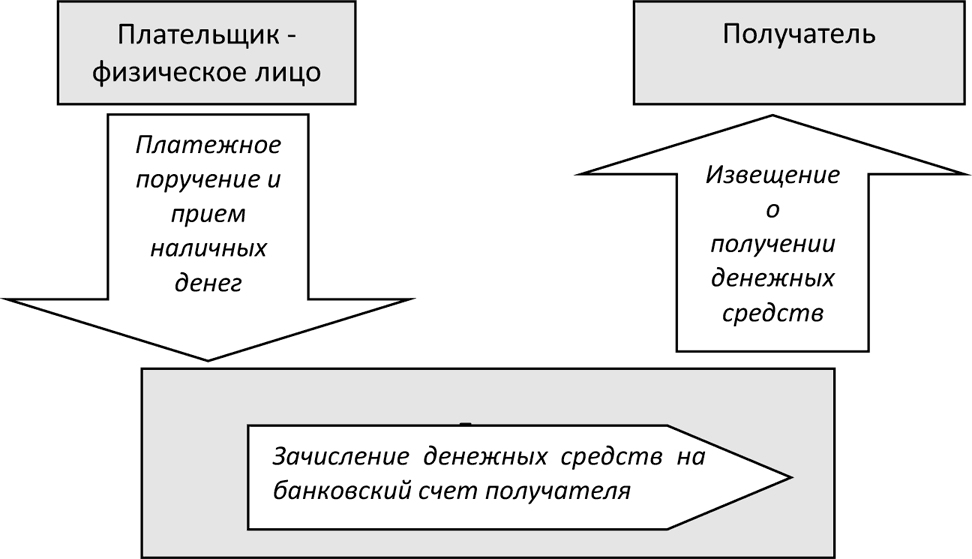 Плательщик -
физическое лицо
Получатель
Платежное
поручение и
прием
наличных
денег
Извещение
о
получении
денежных
средств
Зачисление денежных средств на
банковский счет получателя